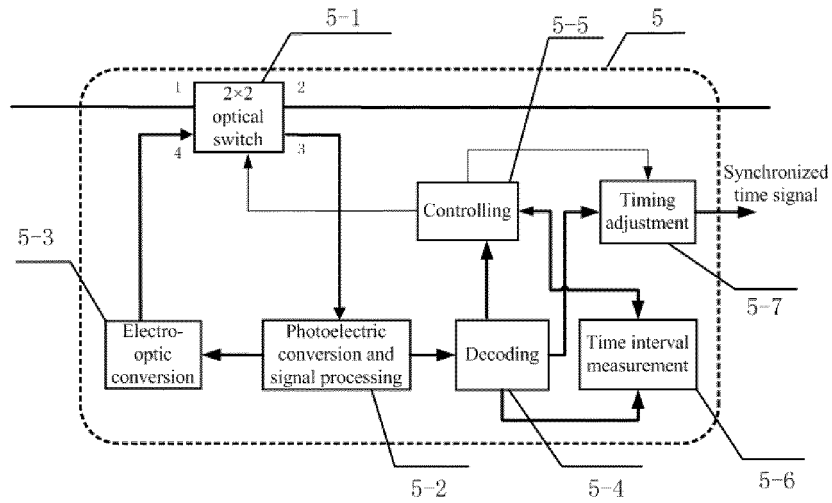 5-1
5-5
5
1
2×2
optical
switch
2
4
3
Controlling
Timing
adjustment
Synchronized
time signal
5-3
5-7
Electro-
optic
conversion
Photoelectric
conversion and
signal processing
Decoding
Time interval
measurement
5-2
5-4
5-6